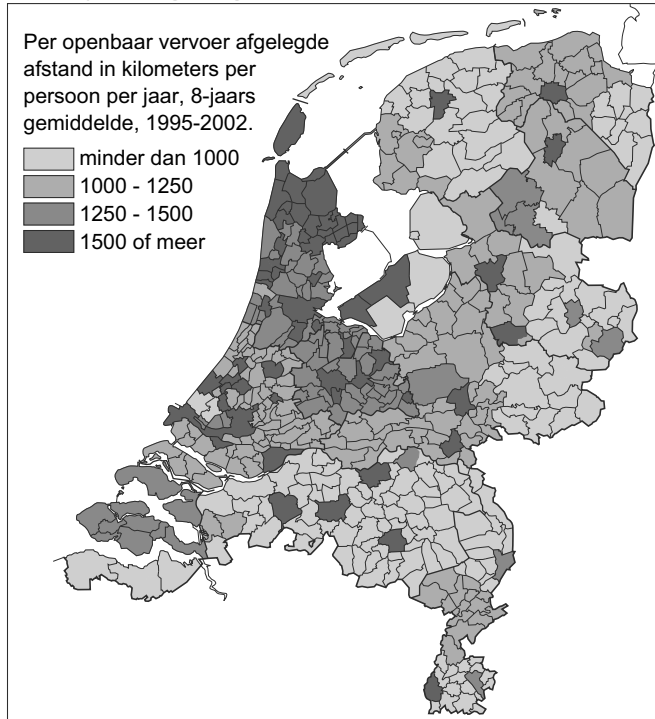 Per openbaar vervoer afgelegde
afstand in kilometers per
persoon per jaar, 8-jaars
gemiddelde, 1995-2002.
minder dan 1000
1000 - 1250
1250 - 1500
1500 of meer